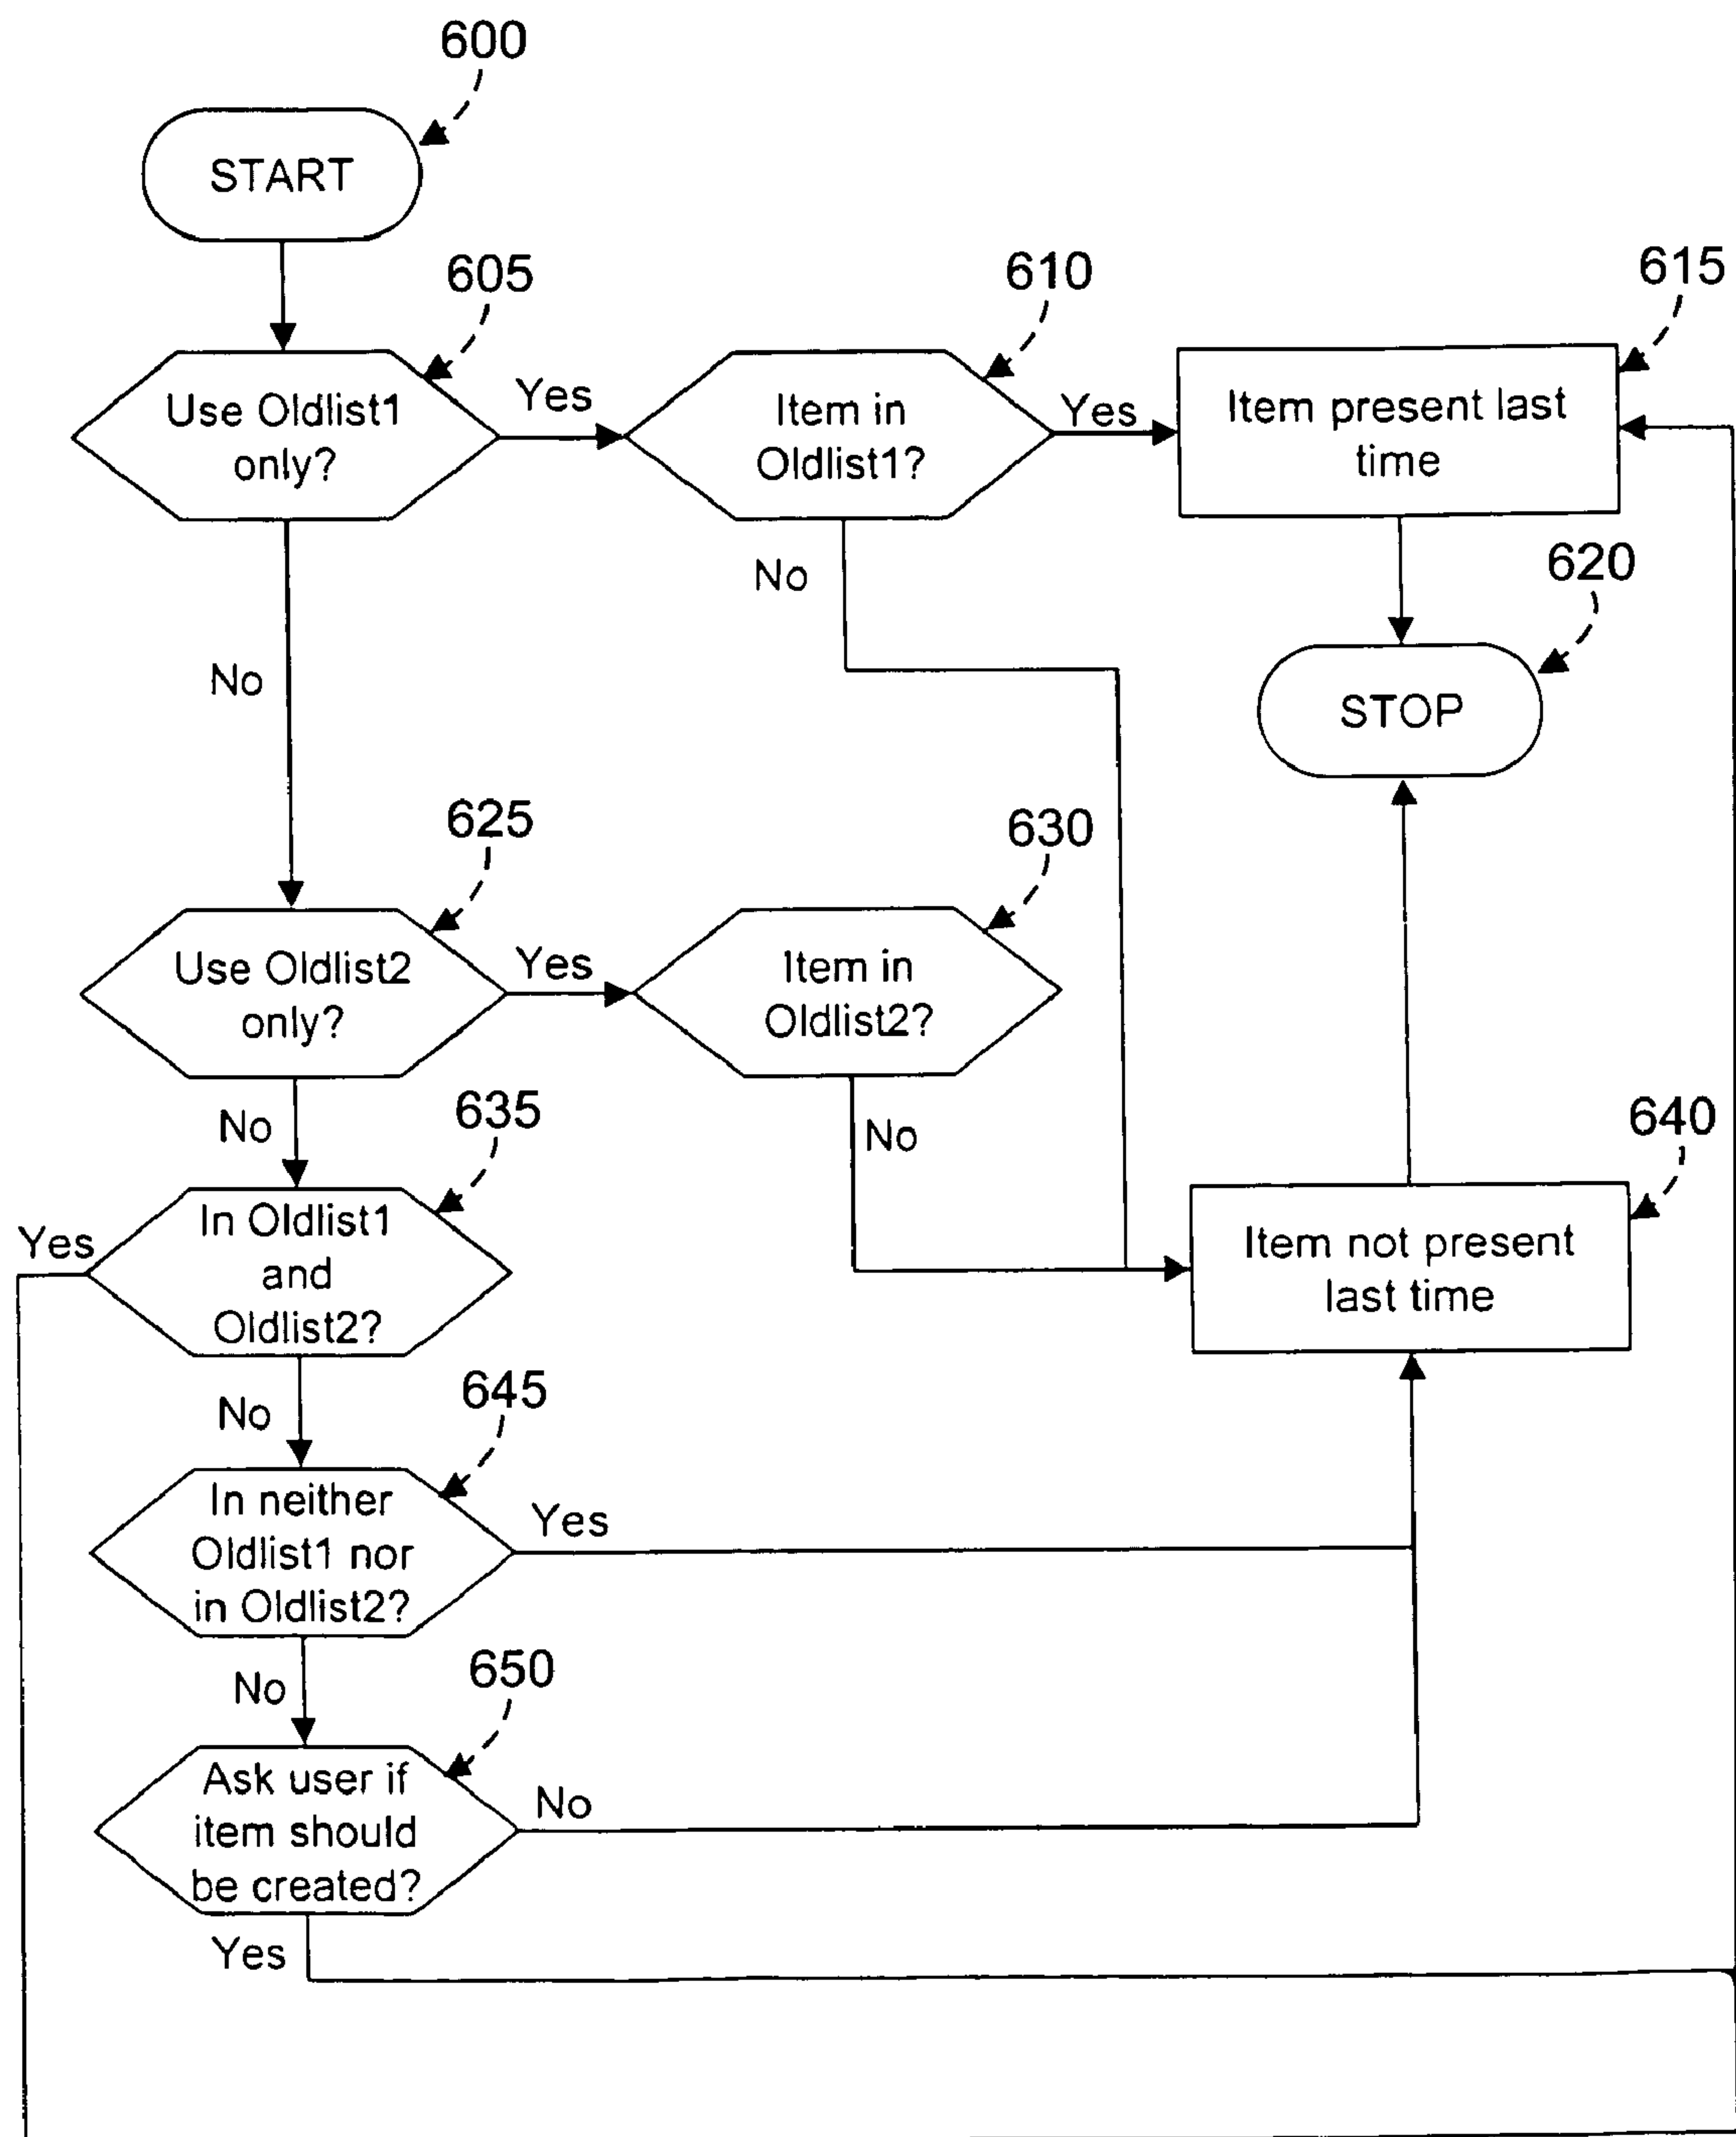 600
START
605
610
615
Use Oldlist1
only?
Yes
Item in
Oldlist1?
Yes
Item present last
time
No
620
No
STOP
625
630
Use Oldlist2
only?
Yes
Item in
Oldlist2?
No
635
No
640
Yes
In Oldlist1
and
Oldlist2?
Item not present
last time
No
645
In neither
Oldlist1 nor
in Oldlist2?
Yes
No
650
Ask user if
item should
be created?
No
Yes